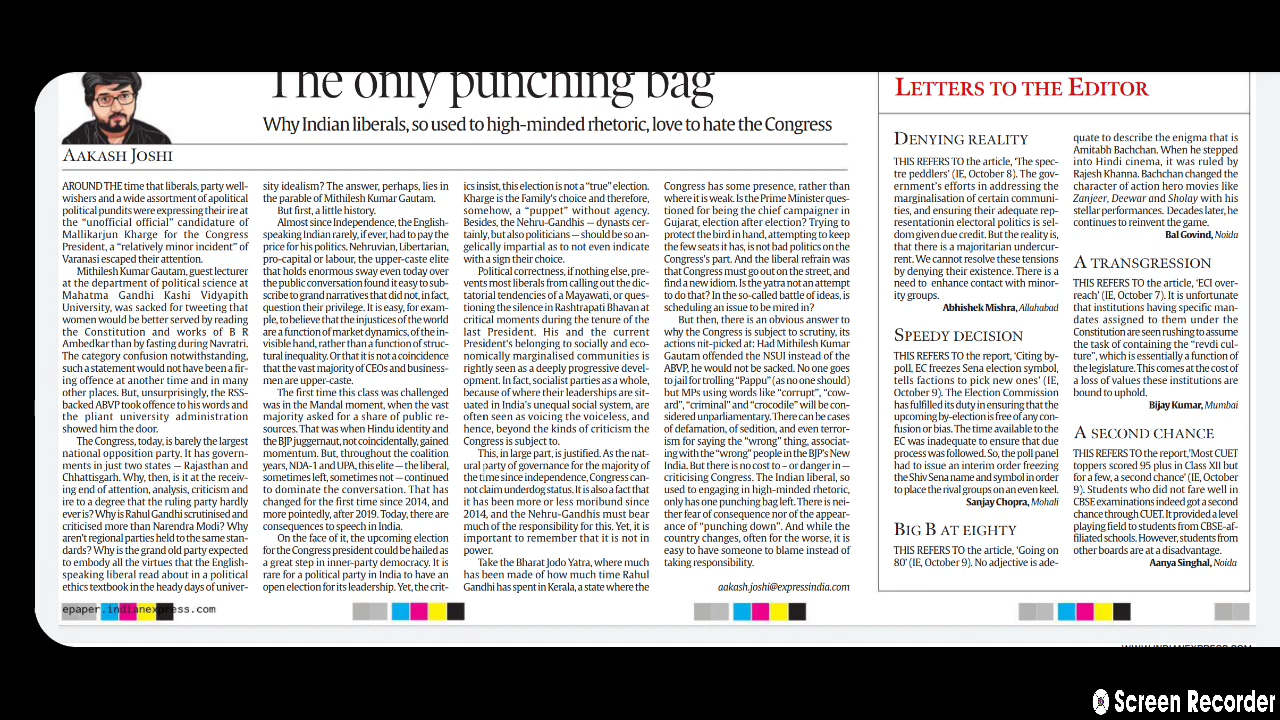 The only punching bag
Why Indian liberals, so used to high-minded rhetoric, love to hate the Congress
AAKASH JOSHI
AROUND THE time that liberals, party well-
wishers and a wide assortment of apolitical
political pundits were expressing their ire at
the "unofficial official" candidature of
Mallikarjun Kharge for the Congress
President, a "relatively minor incident" of
Varanasi escaped their attention.
Mithilesh Kumar Gautam, guest lecturer
at the department of political science at
Mahatma Gandhi Kashi Vidyapith
University, was sacked for tweeting that
women would be better served by reading
the Constitution and works of B R
Ambedkar than by fasting during Navratri.
The category confusion notwithstanding,
such a statement would not have been a fir-
ing offence at another time and in many
other places. But, unsurprisingly, the RSS-
backed ABVP took offence to his words and
the pliant university administration
showed him the door.
The Congress, today, is barely the largest
national opposition party. It has govern-
ments in just two states — Rajasthan and
Chhattisgarh. Why, then, is it at the receiv-
ing end of attention, analysis, criticism and
ire to a degree that the ruling party hardly
ever is? Why is Rahul Gandhi scrutinised and
criticised more than Narendra Modi? Why
aren't regional parties held to the same stan-
dards? Why is the grand old party expected
to embody all the virtues that the English-
speaking liberal read about in a political
ethics textbook in the heady days of univer-
sity idealism? The answer, perhaps, lies in
the parable of Mithilesh Kumar Gautam.
But first, a little history.
Almost since Independence, the English-
speaking Indian rarely, if ever, had to pay the
price for his politics. Nehruvian, Libertarian,
pro-capital or labour, the upper-caste elite
that holds enormous sway even today over
the public conversation found it easy to sub-
scribe to grand narratives that did not, in fact,
question their privilege. It is easy, for exam-
ple, to believe that the injustices of the world
are a function of market dynamics, of the in-
visible hand, rather than a function of struc-
tural inequality. Or that it is not a coincidence
that the vast majority of CEOs and business-
men are upper-caste.
The first time this was challenged
was in the Mandal moment, when the vast
majority asked for a share of public re-
sources. That was when Hindu identity and
the BJP juggernaut, not coincidentally, gained
momentum. But, throughout the coalition
years, NDA-1 and UPA, this elite — the liberal,
sometimes left, sometimes not — continued
to dominate the conversation. That has
changed for the first time since 2014, and
more pointedly, after 2019. Today, there are
consequences to speech in India.
On the face of it, the upcoming election
for the Congress president could be hailed as
a great step in inner-party democracy. It is
rare for a political party in India to have an
open election for its leadership. Yet, the crit-
ics insist, this election is not a "true" election.
Kharge is the Family's choice and therefore,
somehow, a "puppet" without agency.
Besides, the Nehru-Gandhis — dynasts cer-
tainly, but also politicians — should be so an-
gelically impartial as to not even indicate
with a sign their choice.
Political correctness, if nothing else, pre-
vents most liberals from calling out the dic-
tatorial tendencies of a Mayawati, or ques-
tioning the silence in Rashtrapati Bhavan at
critical moments during the tenure of the
last President. His and the current
President's belonging to socially and eco-
nomically marginalised communities is
rightly seen as a deeply progressive devel-
opment. In fact, socialist parties as a whole,
because of where their leaderships are sit-
uated in India's unequal social system, are
often seen as voicing the voiceless, and
hence, beyond the kinds of criticism the
Congress is subject to.
This, in large part, is justified. As the nat-
ural party of governance for the majority of
the time since independence, Congress can-
not claim underdog status. It is also a fact that
it has been more or less moribund since
2014, and the Nehru-Gandhis must bear
much of the responsibility for this. Yet, it is
important to remember that it is not in
power.
Take the Bharat Jodo Yatra, where much
has been made of how much time Rahul
Gandhi has spent in Kerala, a state where the
Congress has some presence, rather than
where it is weak. Is the Prime Minister ques-
tioned for being the chief campaigner in
Gujarat, election after election? Trying to
protect the bird in hand, attempting to keep
the few seats it has, is not bad politics on the
Congress's part. And the liberal refrain was
that Congress must go out on the street, and
find a new idiom. Is the yatra not an attempt
to do that? In the so-called battle of ideas, is
scheduling an issue to be mired in?
But then, there is an obvious answer to
why the Congress is subject to scrutiny, its
actions nit-picked at: Had Mithilesh Kumar
Gautam offended the NSUI instead of the
ABVP, he would not be sacked. No one goes
to jail for trolling "Pappu" (as no one should)
but MPs using words like "corrupt", "cow-
ard", "criminal" and "crocodile" will be con-
sidered unparliamentary. There can be cases
of defamation, of sedition, and even terror-
ism for saying the "wrong" thing, associat-
ing with the "wrong" people in the BJP's New
India. But there is no cost to – or danger in —
criticising Congress. The Indian liberal, so
used to engaging in high-minded rhetoric,
only has one punching bag left. There is nei-
ther fear of consequence nor of the appear-
ance of "punching down". And while the
country changes, often for the worse, it is
easy to have someone to blame instead of
taking responsibility.
aakash.joshi@expressindia.com
LETTERS TO THE EDITOR
DENYING REALITY
THIS REFERS TO the article, 'The spec-
tre peddlers' (IE, October 8). The gov-
ernment's efforts in addressing the
marginalisation of certain communi-
ties, and ensuring their adequate rep-
resentationin electoral politics is sel-
dom given due credit. But the reality is,
that there is a majoritarian undercur-
rent. We cannot resolve these tensions
by denying their existence. There is a
need to enhance contact with minor-
ity groups.
Abhishek Mishra, Allahabad
SPEEDY DECISION
THIS REFERS TO the report, 'Citing by-
poll, EC freezes Sena election symbol,
tells factions to pick new ones' (IE,
October 9). The Election Commission
has fulfilled its duty in ensuring that the
upcoming by-election is free of any con-
fusion or bias. The time available to the
EC was inadequate to ensure that due
process was followed. So, the poll panel
had to issue an interim order freezing
the Shiv Sena name and symbol in order
to place the rival groups on an even keel.
Sanjay Chopra, Mohali
BIG B AT EIGHTY
THIS REFERS TO the article, 'Going on
80' (IE, October 9). No adjective is ade-
quate to describe the enigma that is
Amitabh Bachchan. When he stepped
into Hindi cinema, it was ruled by
Rajesh Khanna. Bachchan changed the
character of action hero movies like
Zanjeer, Deewar and Sholay with his
stellar performances. Decades later, he
continues to reinvent the game.
Bal Govind, Noida
A TRANSGRESSION
THIS REFERS TO the article, 'ECI over-
reach' (IE, October 7). It is unfortunate
that institutions having specific man-
dates assigned to them under the
Constitution are seen rushing to assume
the task of containing the "revdi cul-
ture", which is essentially a function of
the legislature. This comes at the cost of
a loss of values these institutions are
bound to uphold.
Bijay Kumar, Mumbai
A SECOND CHANCE
THIS REFERS TO the report,'Most CUET
toppers scored 95 plus in Class XII but
for a few, a second chance' (IE, October
9). Students who did not fare well in
CBSE examinations indeed got a second
chance through CUET. It provided a level
playing field to students from CBSE-af-
filiated schools. However, students from
other boards are at a disadvantage.
Aanya Singhal, Noida
epaper.indianexpress.com
WWW.INDIANEXPRESS.COM
Screen Recorder